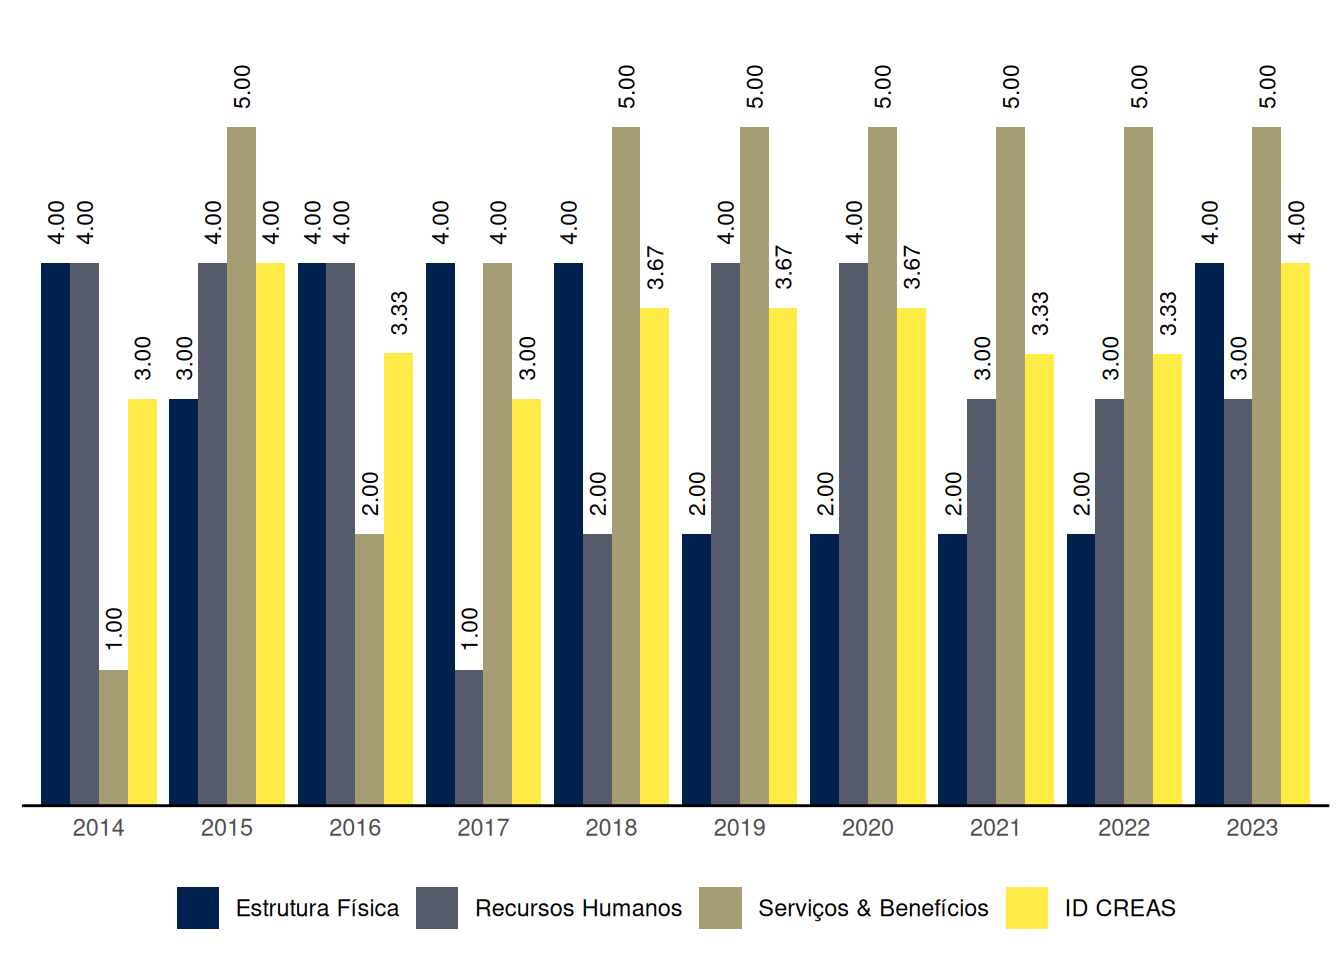 5.00 5.00 5.00 5.00 5.00 5.00 5.00
4.00 4.00 4.00 4.00 4.00 4.00 4.00 4.00 4.00 4.00 4.00 4.00 4.00 4.00
3.67 3.67 3.67
3.33 3.33 3.33
3.00 3.00 3.00 3.00 3.00 3.00
2.00 2.00 2.00 2.00 2.00 2.00
1.00 1.00
2014 2015 2016 2017 2018 2019 2020 2021 2022 2023
Estrutura Física Recursos Humanos Serviços & Benefícios ID CREAS